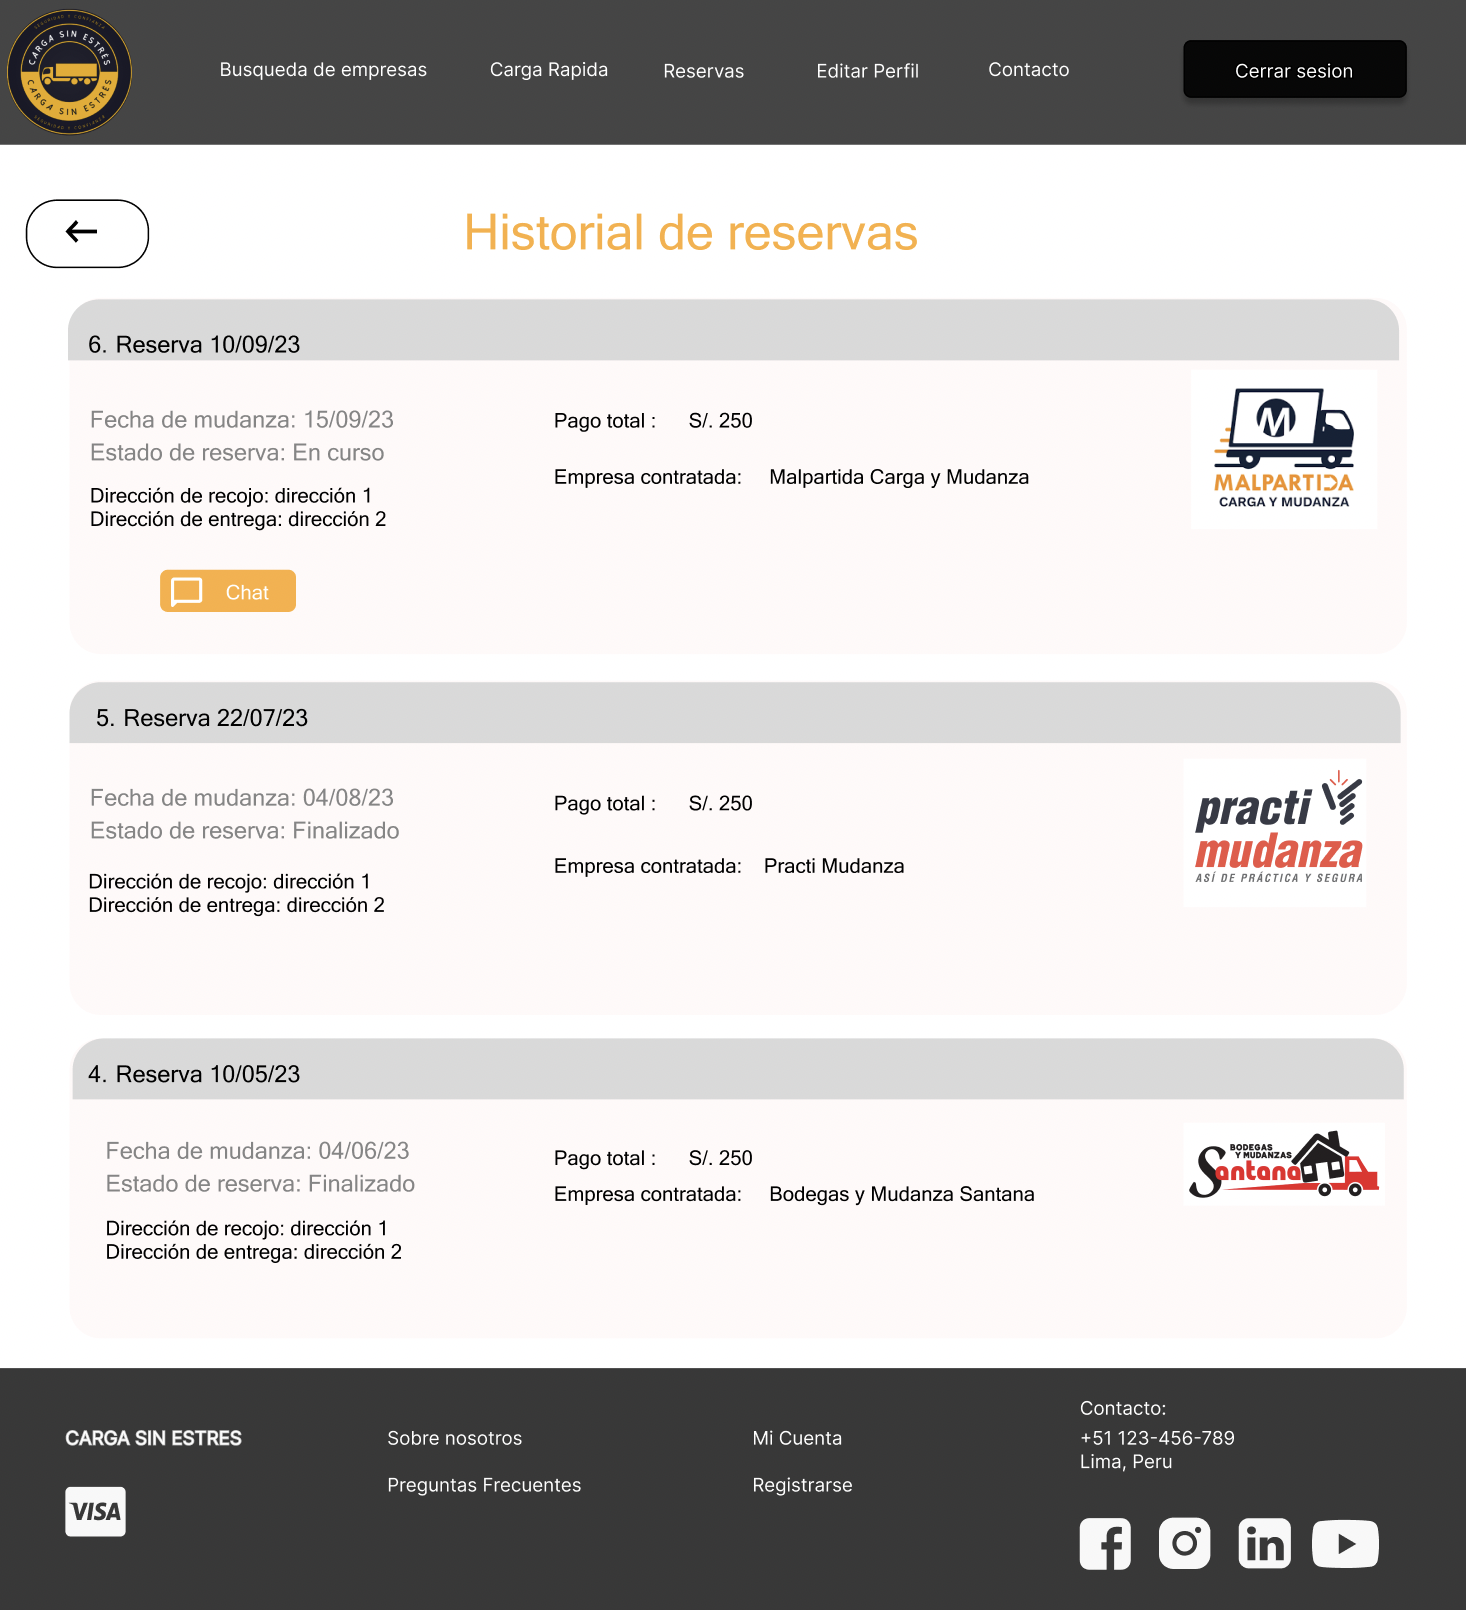 SEGURIDAD Y CONFIANZA
CARGA SIN ESTRÉS
CARGA SIN ESTRES
SEGURIDAD Y CONFIANZA
Busqueda de empresas
Carga Rapida
Reservas
Editar Perfil
Contacto
Cerrar sesion
Historial de reservas
6. Reserva 10/09/23
Fecha de mudanza: 15/09/23
Estado de reserva: En curso
Dirección de recojo: dirección 1
Dirección de entrega: dirección 2
Chat
Pago total : S/. 250
Empresa contratada: Malpartida Carga y Mudanza
M
MALPARTIDA
CARGA Y MUDANZA
5. Reserva 22/07/23
Fecha de mudanza: 04/08/23
Estado de reserva: Finalizado
Dirección de recojo: dirección 1
Dirección de entrega: dirección 2
Pago total : S/. 250
Empresa contratada: Practi Mudanza
practi
mudanza
ASÍ DE PRÁCTICA Y SEGURA
4. Reserva 10/05/23
Fecha de mudanza: 04/06/23
Estado de reserva: Finalizado
Dirección de recojo: dirección 1
Dirección de entrega: dirección 2
Pago total : S/. 250
Empresa contratada: Bodegas y Mudanza Santana
BODEGAS
Y MUDANZAS
Santana
CARGA SIN ESTRES
VISA
Sobre nosotros
Preguntas Frecuentes
Mi Cuenta
Registrarse
Contacto:
+51 123-456-789
Lima, Peru
in